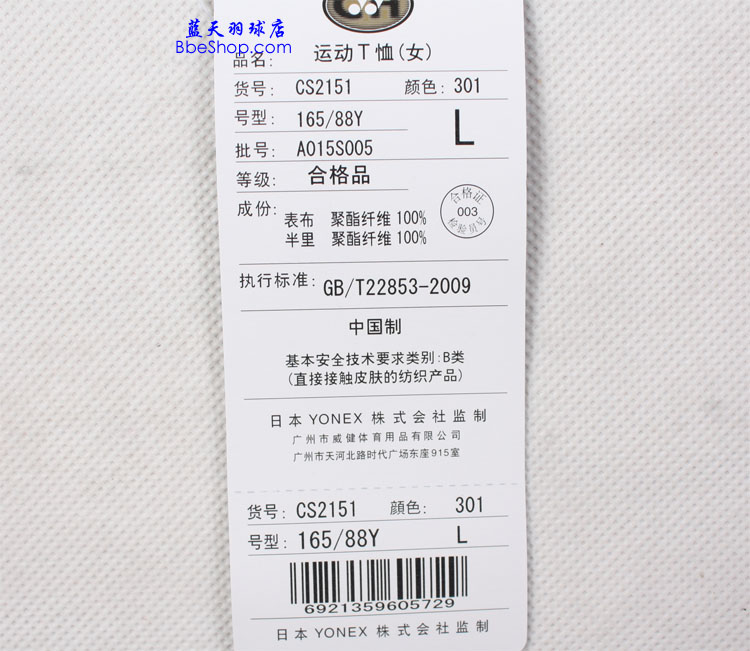 蓝天羽球店
BbeShop.com
品名: 运动T恤(女)
货号: CS2151 颜色: 301
号型: 165/88Y L
批号: A015S005
等级: 合格品
成份: 表布 聚酯纤维 100%
半里 聚酯纤维 100%
合格证
003
检验员号
执行标准: GB/T22853-2009
中国制
基本安全技术要求类别:B类
(直接接触皮肤的纺织产品)
日本 YONEX 株式会社监制
广州市威健体育用品有限公司
广州市天河北路时代广场东座915室
货号: CS2151 顔色: 301
号型: 165/88Y L
6921359605729
日本 YONEX 株式会社监制